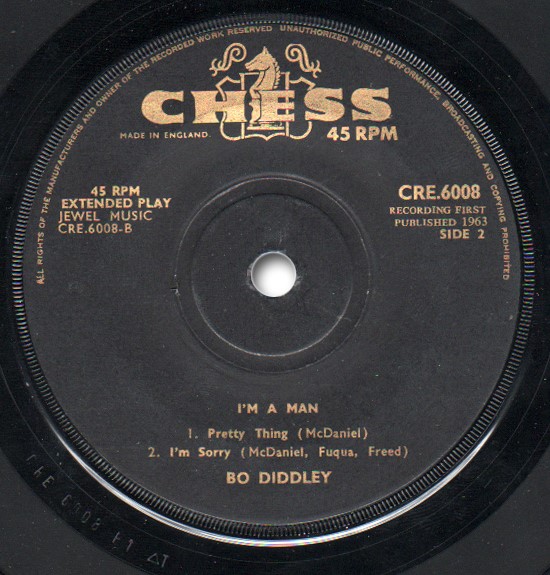 ALL RIGHTS OF THE MANUFACTURERS AND OWNER OF THE RECORDED WORK RESERVED UNAUTHORIZED PUBLIC PERFORMANCE, BROADCASTING AND COPYING PROHIBITED
CHESS
MADE IN ENGLAND.
45 RPM
45 RPM
EXTENDED PLAY
JEWEL MUSIC
CRE.6008-B
CRE.6008
RECORDING FIRST
PUBLISHED 1963
SIDE 2
I'M A MAN
1. Pretty Thing (McDaniel)
2. I'm Sorry (McDaniel, Fuqua, Freed)
BO DIDDLEY